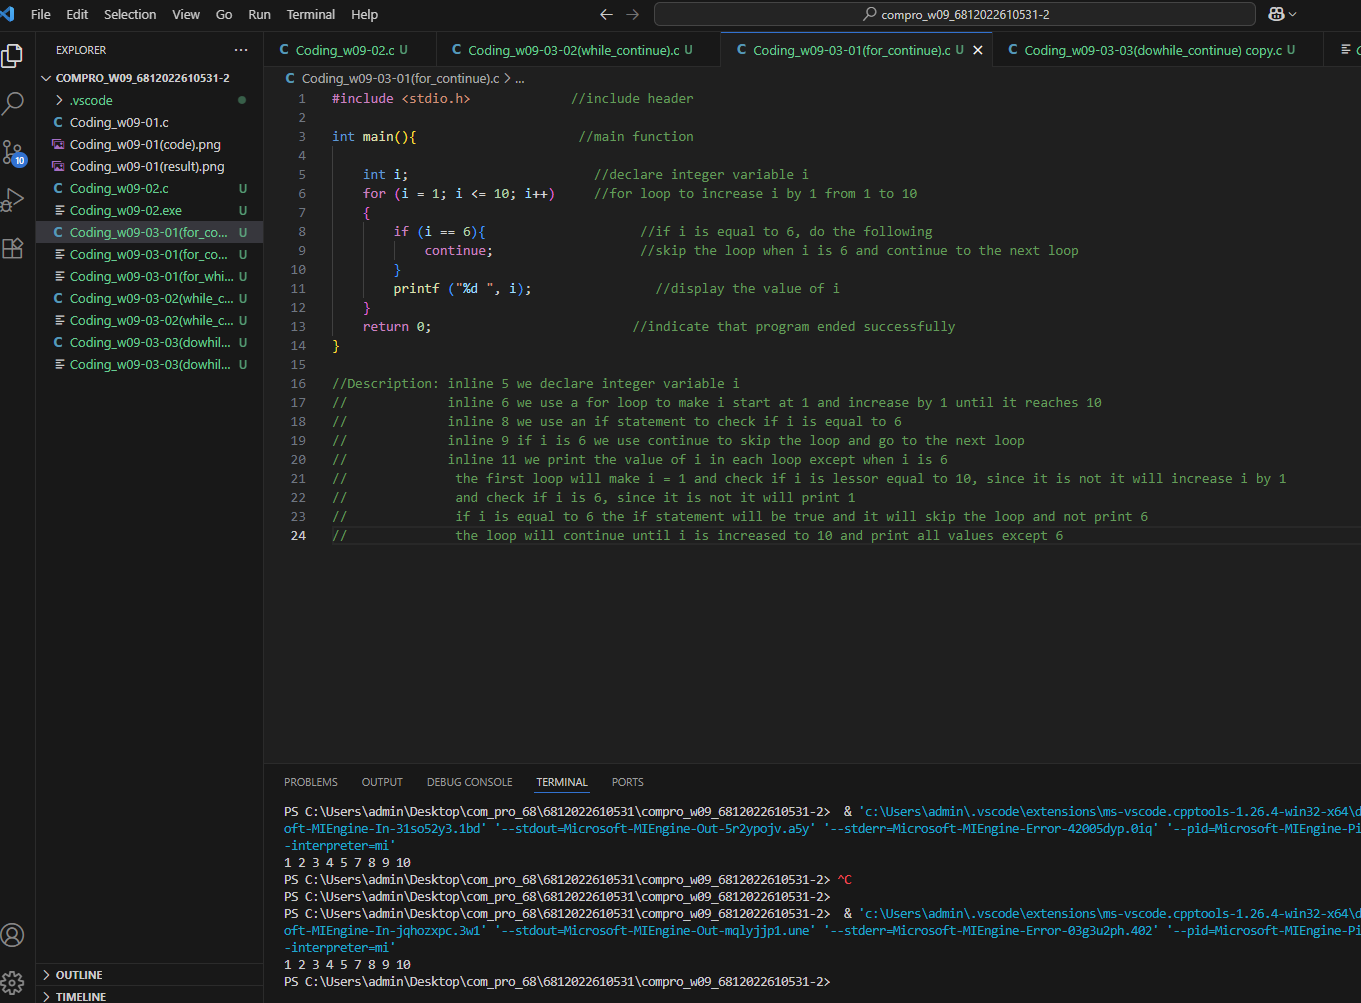 File Edit Selection View Go Run Terminal Help
compro_w09_6812022610531-2
EXPLORER
COMPRO_W09_6812022610531-2
.vscode
C Coding_w09-01.c
Coding_w09-01(code).png
Coding_w09-01(result).png
C Coding_w09-02.c U
Coding_w09-02.exe U
C Coding_w09-03-01(for_co... U
Coding_w09-03-01(for_co... U
Coding_w09-03-01(for_whi... U
C Coding_w09-03-02(while_c... U
Coding_w09-03-02(while_c... U
C Coding_w09-03-03(dowhil... U
Coding_w09-03-03(dowhil... U
10
OUTLINE
TIMELINE
C Coding_w09-02.c U
C Coding_w09-03-02(while_continue).c U
C Coding_w09-03-01(for_continue).c U
C Coding_w09-03-03(dowhile_continue) copy.c U
C Coding_w09-03-01(for_continue).c > ...
1 #include <stdio.h> //include header
2
3 int main(){ //main function
4
5 int i; //declare integer variable i
6 for (i = 1; i <= 10; i++) //for loop to increase i by 1 from 1 to 10
7 {
8 if (i == 6){ //if i is equal to 6, do the following
9 continue; //skip the loop when i is 6 and continue to the next loop
10 }
11 printf ("%d ", i); //display the value of i
12 }
13 return 0; //indicate that program ended successfully
14 }
15
16 //Description: inline 5 we declare integer variable i
17 // inline 6 we use a for loop to make i start at 1 and increase by 1 until it reaches 10
18 // inline 8 we use an if statement to check if i is equal to 6
19 // inline 9 if i is 6 we use continue to skip the loop and go to the next loop
20 // inline 11 we print the value of i in each loop except when i is 6
21 // the first loop will make i = 1 and check if i is lessor equal to 10, since it is not it will increase i by 1
22 // and check if i is 6, since it is not it will print 1
23 // if i is equal to 6 the if statement will be true and it will skip the loop and not print 6
24 // the loop will continue until i is increased to 10 and print all values except 6
PROBLEMS OUTPUT DEBUG CONSOLE TERMINAL PORTS
PS C:\Users\admin\Desktop\com_pro_68\6812022610531\compro_w09_6812022610531-2> & 'c:\Users\admin\.vscode\extensions\ms-vscode.cpptools-1.26.4-win32-x64\d
oft-MIEngine-In-31so52y3.1bd' '--stdout=Microsoft-MIEngine-Out-5r2ypojv.a5y' '--stderr=Microsoft-MIEngine-Error-42005dyp.0iq' '--pid=Microsoft-MIEngine-Pi
-interpreter=mi'
1 2 3 4 5 7 8 9 10
PS C:\Users\admin\Desktop\com_pro_68\6812022610531\compro_w09_6812022610531-2> ^C
PS C:\Users\admin\Desktop\com_pro_68\6812022610531\compro_w09_6812022610531-2>
PS C:\Users\admin\Desktop\com_pro_68\6812022610531\compro_w09_6812022610531-2> & 'c:\Users\admin\.vscode\extensions\ms-vscode.cpptools-1.26.4-win32-x64\d
oft-MIEngine-In-jqhozxpc.3w1' '--stdout=Microsoft-MIEngine-Out-mqlyjjp1.une' '--stderr=Microsoft-MIEngine-Error-03g3u2ph.402' '--pid=Microsoft-MIEngine-Pi
-interpreter=mi'
1 2 3 4 5 7 8 9 10
PS C:\Users\admin\Desktop\com_pro_68\6812022610531\compro_w09_6812022610531-2>